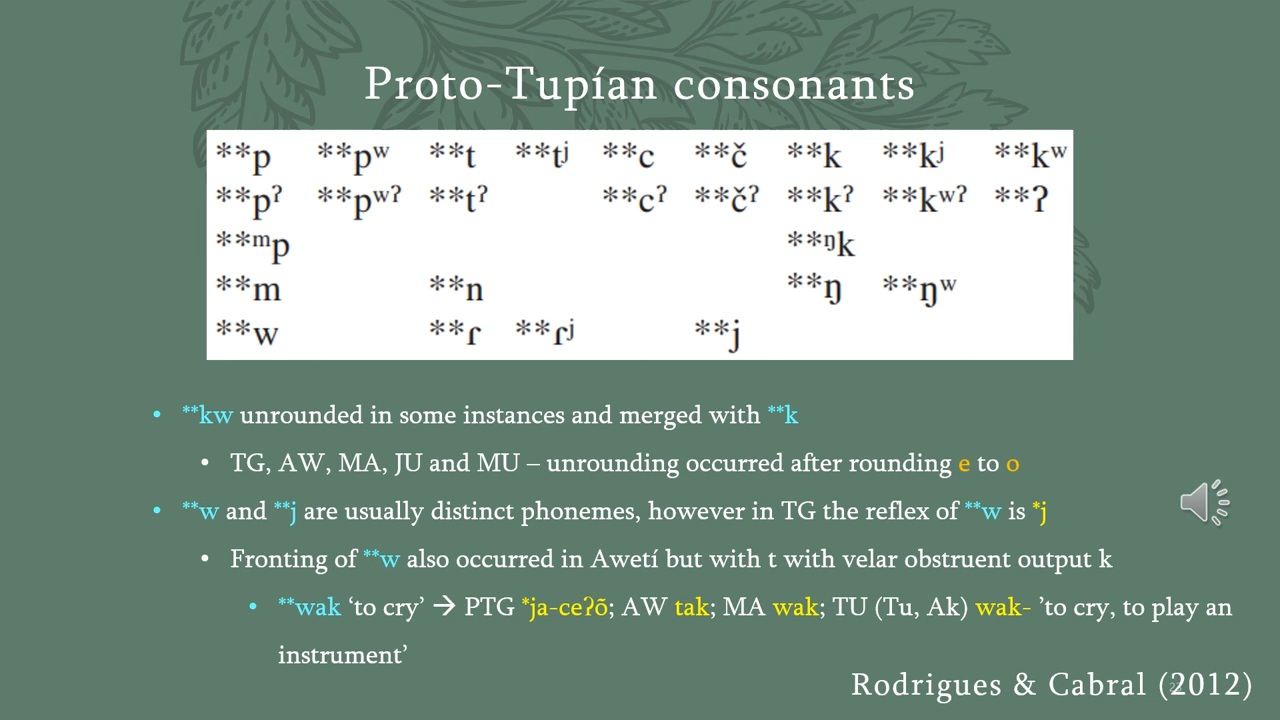 Proto-Tupían consonants
**p **pʷ **t **tʲ **c **č **k **kʲ **kʷ
**pˀ **pʷˀ **tˀ **cˀ **čˀ **kˀ **kʷˀ **ʔ
**ᵐp **ᵑk
**m **n **ŋ **ŋʷ
**w **ɾ **ɾʲ **j
• **kw unrounded in some instances and merged with **k
• TG, AW, MA, JU and MU – unrounding occurred after rounding e to o
• **w and **j are usually distinct phonemes, however in TG the reflex of **w is *j
• Fronting of **w also occurred in Awetí but with t with velar obstruent output k
• **wak ‘to cry’ → PTG *ja-ceʔõ; AW tak; MA wak; TU (Tu, Ak) wak- ’to cry, to play an
instrument’
Rodrigues & Cabral (2012)